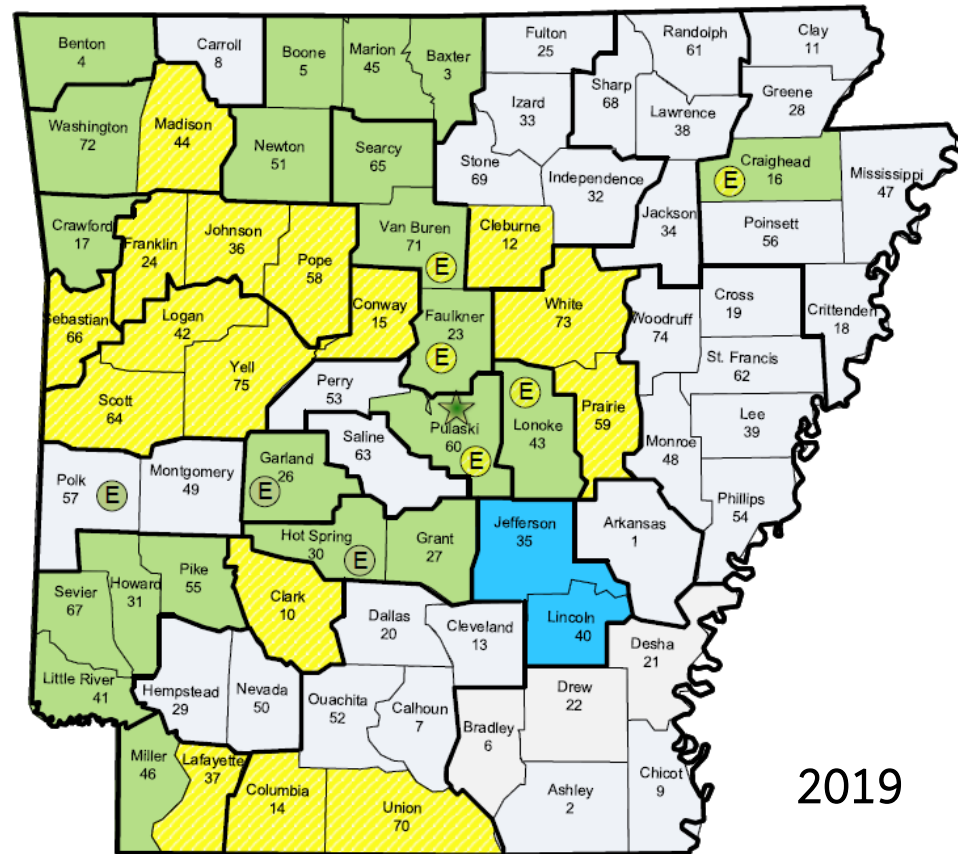 Benton
4
Carroll
8
Boone
5
Marion
45
Baxter
3
Fulton
25
Randolph
61
Clay
11
Sharp
68
Izard
33
Lawrence
38
Greene
28
Washington
72
Madison
44
Newton
51
Searcy
65
Stone
69
Independence
32
Craighead
16
E
Mississippi
47
Jackson
34
Poinsett
56
Crawford
17
Franklin
24
Johnson
36
Pope
58
Van Buren
71
E
Cleburne
12
Sebastian
66
Logan
42
Conway
15
Faulkner
23
E
White
73
Woodruff
74
Cross
19
Crittenden
18
St. Francis
62
Scott
64
Yell
75
Perry
53
Saline
63
Pulaski
60
E
E
Lonoke
43
Prairie
59
Lee
39
Monroe
48
Phillips
54
Polk
57
E
Montgomery
49
Garland
26
E
Hot Spring
30
E
Grant
27
Jefferson
35
Arkansas
1
Sevier
67
Howard
31
Pike
55
Clark
10
Dallas
20
Cleveland
13
Lincoln
40
Desha
21
Little River
41
Hempstead
29
Nevada
50
Ouachita
52
Calhoun
7
Bradley
6
Drew
22
Miller
46
Lafayette
37
Columbia
14
Union
70
Ashley
2
Chicot
9
2019